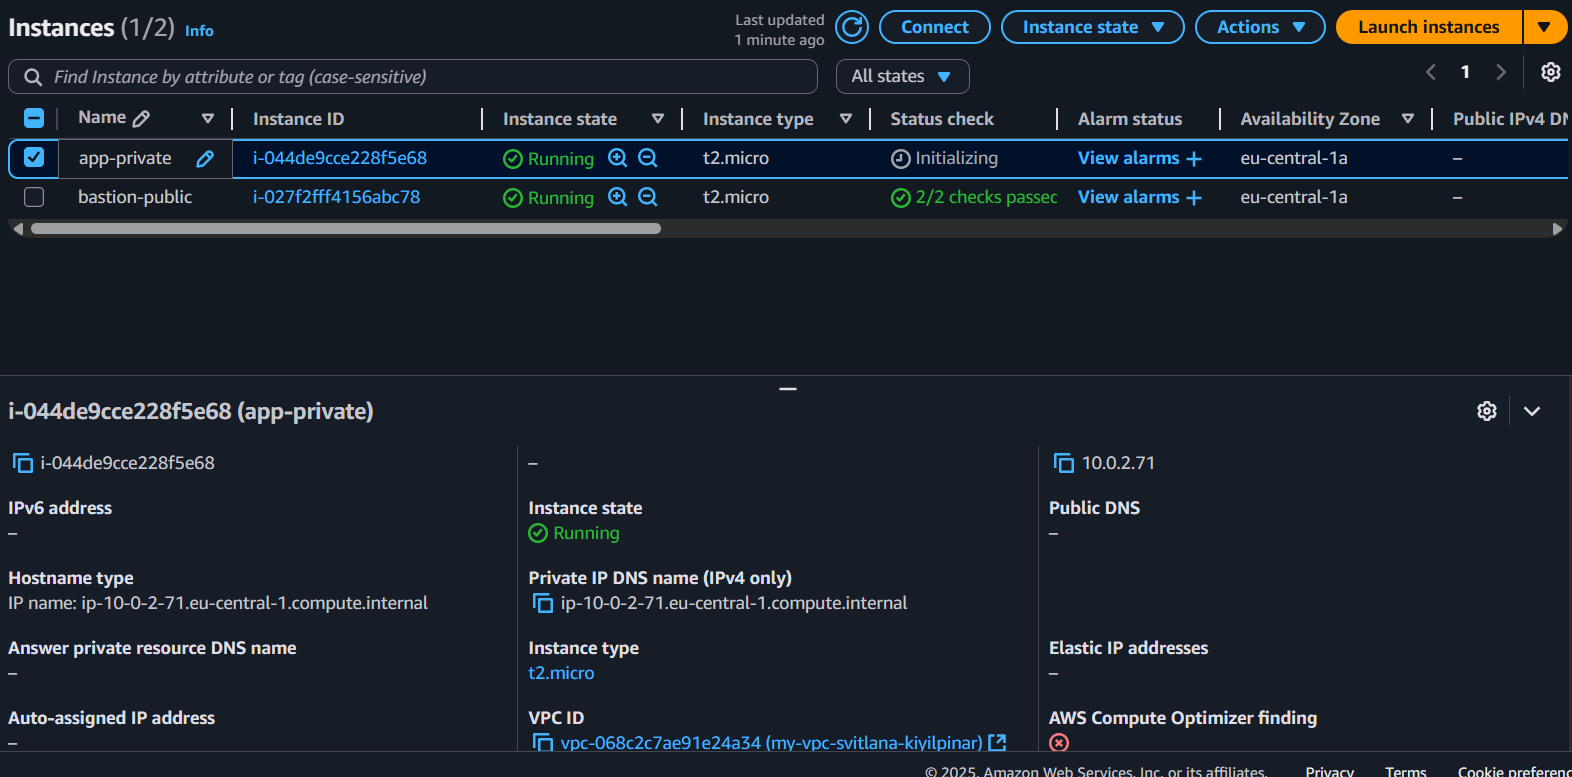 Instances (1/2) Info
Last updated
1 minute ago
Connect
Instance state
Actions
Launch instances
Find Instance by attribute or tag (case-sensitive)
All states
1
Name Instance ID Instance state Instance type Status check Alarm status Availability Zone Public IPv4 DN
app-private i-044de9cce228f5e68 Running t2.micro Initializing View alarms + eu-central-1a –
bastion-public i-027f2fff4156abc78 Running t2.micro 2/2 checks passec View alarms + eu-central-1a –
i-044de9cce228f5e68 (app-private)
i-044de9cce228f5e68 – 10.0.2.71
IPv6 address Instance state Public DNS
– Running –
Hostname type Private IP DNS name (IPv4 only)
IP name: ip-10-0-2-71.eu-central-1.compute.internal ip-10-0-2-71.eu-central-1.compute.internal
Answer private resource DNS name Instance type Elastic IP addresses
– t2.micro –
Auto-assigned IP address VPC ID AWS Compute Optimizer finding
– vpc-068c2c7ae91e24a34 (my-vpc-svitlana-kiyilpinar)
© 2025, Amazon Web Services, Inc. or its affiliates. Privacy Terms Cookie preferenc